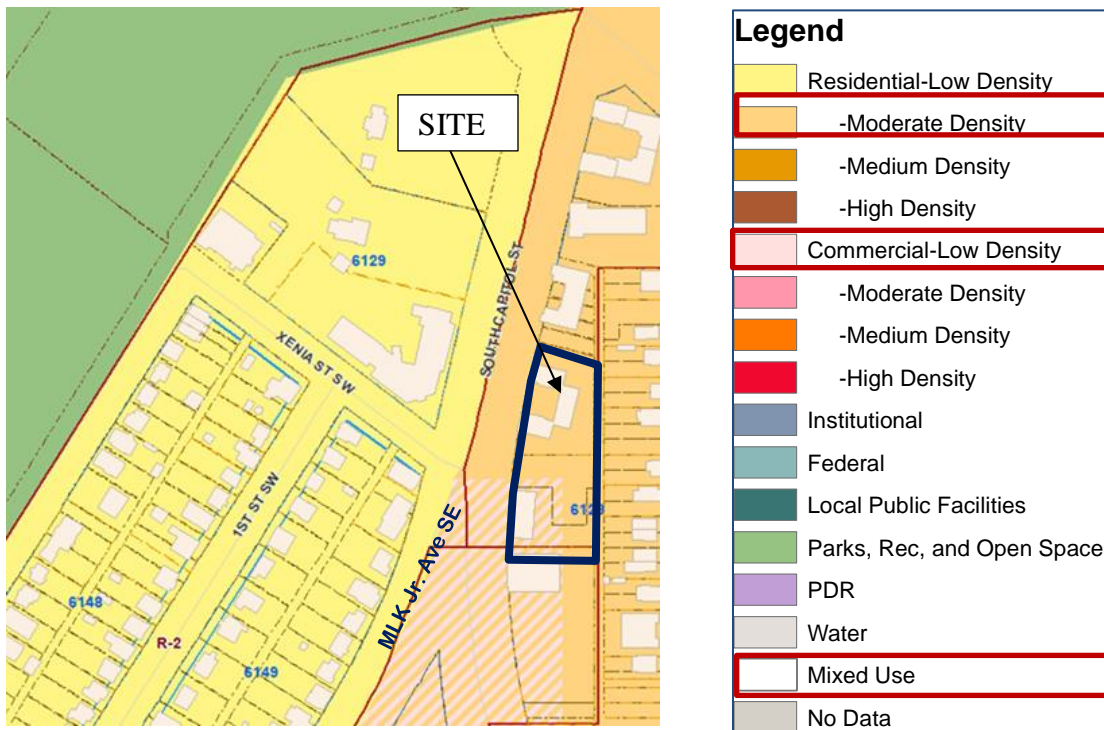 SITE
6129
SOUTH CAPITOL ST
XENIA ST SW
1ST ST SW
MLK Jr. Ave SE
6148
R-2
6149
Legend
Residential-Low Density
-Moderate Density
-Medium Density
-High Density
Commercial-Low Density
-Moderate Density
-Medium Density
-High Density
Institutional
Federal
Local Public Facilities
Parks, Rec, and Open Space
PDR
Water
Mixed Use
No Data